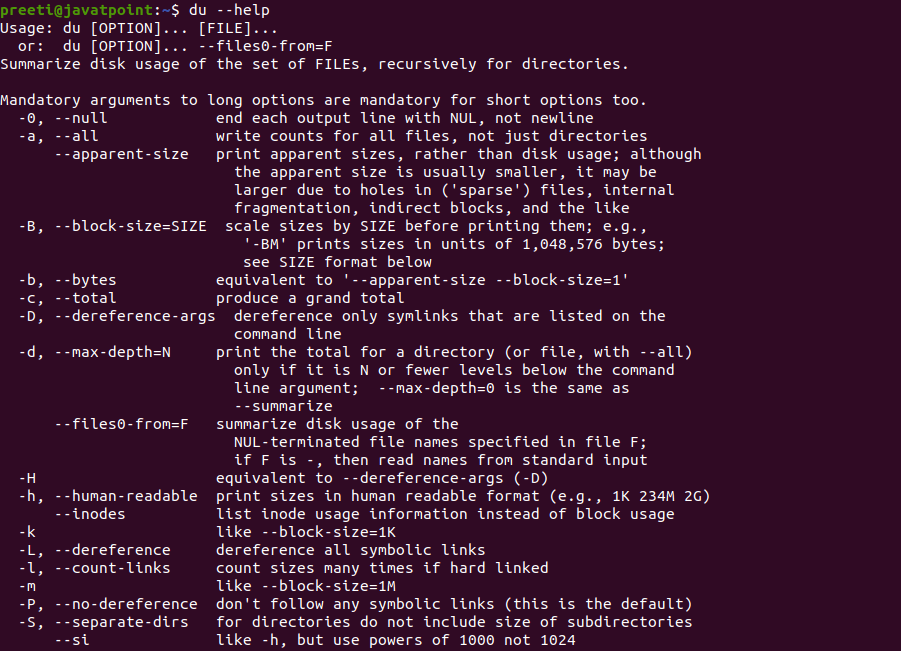 preeti@javatpoint:~$ du --help
Usage: du [OPTION]... [FILE]...
  or:  du [OPTION]... --files0-from=F
Summarize disk usage of the set of FILEs, recursively for directories.

Mandatory arguments to long options are mandatory for short options too.
  -0, --null            end each output line with NUL, not newline
  -a, --all             write counts for all files, not just directories
      --apparent-size   print apparent sizes, rather than disk usage; although
                          the apparent size is usually smaller, it may be
                          larger due to holes in ('sparse') files, internal
                          fragmentation, indirect blocks, and the like
  -B, --block-size=SIZE  scale sizes by SIZE before printing them; e.g.,
                           '-BM' prints sizes in units of 1,048,576 bytes;
                           see SIZE format below
  -b, --bytes           equivalent to '--apparent-size --block-size=1'
  -c, --total           produce a grand total
  -D, --dereference-args  dereference only symlinks that are listed on the
                          command line
  -d, --max-depth=N     print the total for a directory (or file, with --all)
                          only if it is N or fewer levels below the command
                          line argument;  --max-depth=0 is the same as
                          --summarize
      --files0-from=F   summarize disk usage of the
                          NUL-terminated file names specified in file F;
                          if F is -, then read names from standard input
  -H                    equivalent to --dereference-args (-D)
  -h, --human-readable  print sizes in human readable format (e.g., 1K 234M 2G)
      --inodes          list inode usage information instead of block usage
  -k                    like --block-size=1K
  -L, --dereference     dereference all symbolic links
  -l, --count-links     count sizes many times if hard linked
  -m                    like --block-size=1M
  -P, --no-dereference  don't follow any symbolic links (this is the default)
  -S, --separate-dirs   for directories do not include size of subdirectories
      --si              like -h, but use powers of 1000 not 1024